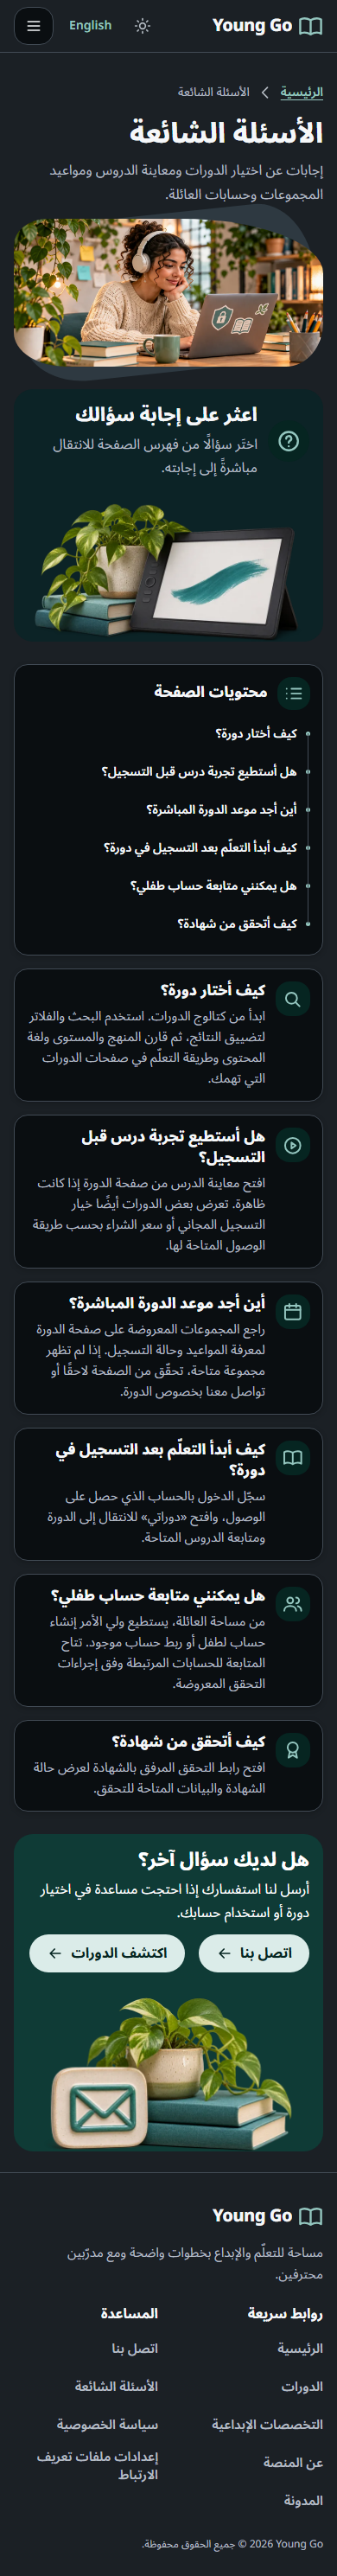 Young Go
English
الرئيسية
الأسئلة الشائعة
الأسئلة الشائعة
إجابات عن اختيار الدورات ومعاينة الدروس ومواعيد
المجموعات وحسابات العائلة.
اعثر على إجابة سؤالك
اختَر سؤالًا من فهرس الصفحة للانتقال
مباشرةً إلى إجابته.
محتويات الصفحة
كيف أختار دورة؟
هل أستطيع تجربة درس قبل التسجيل؟
أين أجد موعد الدورة المباشرة؟
كيف أبدأ التعلّم بعد التسجيل في دورة؟
هل يمكنني متابعة حساب طفلي؟
كيف أتحقق من شهادة؟
كيف أختار دورة؟
ابدأ من كتالوج الدورات. استخدم البحث والفلاتر
لتضييق النتائج، ثم قارن المنهج والمستوى ولغة
المحتوى وطريقة التعلّم في صفحات الدورات
التي تهمك.
هل أستطيع تجربة درس قبل
التسجيل؟
افتح معاينة الدرس من صفحة الدورة إذا كانت
ظاهرة. تعرض بعض الدورات أيضًا خيار
التسجيل المجاني أو سعر الشراء بحسب طريقة
الوصول المتاحة لها.
أين أجد موعد الدورة المباشرة؟
راجع المجموعات المعروضة على صفحة الدورة
لمعرفة المواعيد وحالة التسجيل. إذا لم تظهر
مجموعة متاحة، تحقّق من الصفحة لاحقًا أو
تواصل معنا بخصوص الدورة.
كيف أبدأ التعلّم بعد التسجيل في
دورة؟
سجّل الدخول بالحساب الذي حصل على
الوصول، وافتح «دوراتي» للانتقال إلى الدورة
ومتابعة الدروس المتاحة.
هل يمكنني متابعة حساب طفلي؟
من مساحة العائلة، يستطيع ولي الأمر إنشاء
حساب لطفل أو ربط حساب موجود. تتاح
المتابعة للحسابات المرتبطة وفق إجراءات
التحقق المعروضة.
كيف أتحقق من شهادة؟
افتح رابط التحقق المرفق بالشهادة لعرض حالة
الشهادة والبيانات المتاحة للتحقق.
هل لديك سؤال آخر؟
أرسل لنا استفسارك إذا احتجت مساعدة في اختيار
دورة أو استخدام حسابك.
اتصل بنا
اكتشف الدورات
Young Go
مساحة للتعلّم والإبداع بخطوات واضحة ومع مدرّبين
محترفين.
روابط سريعة
الرئيسية
الدورات
التخصصات الإبداعية
عن المنصة
المدونة
المساعدة
اتصل بنا
الأسئلة الشائعة
سياسة الخصوصية
إعدادات ملفات تعريف
الارتباط
Young Go 2026 © جميع الحقوق محفوظة.